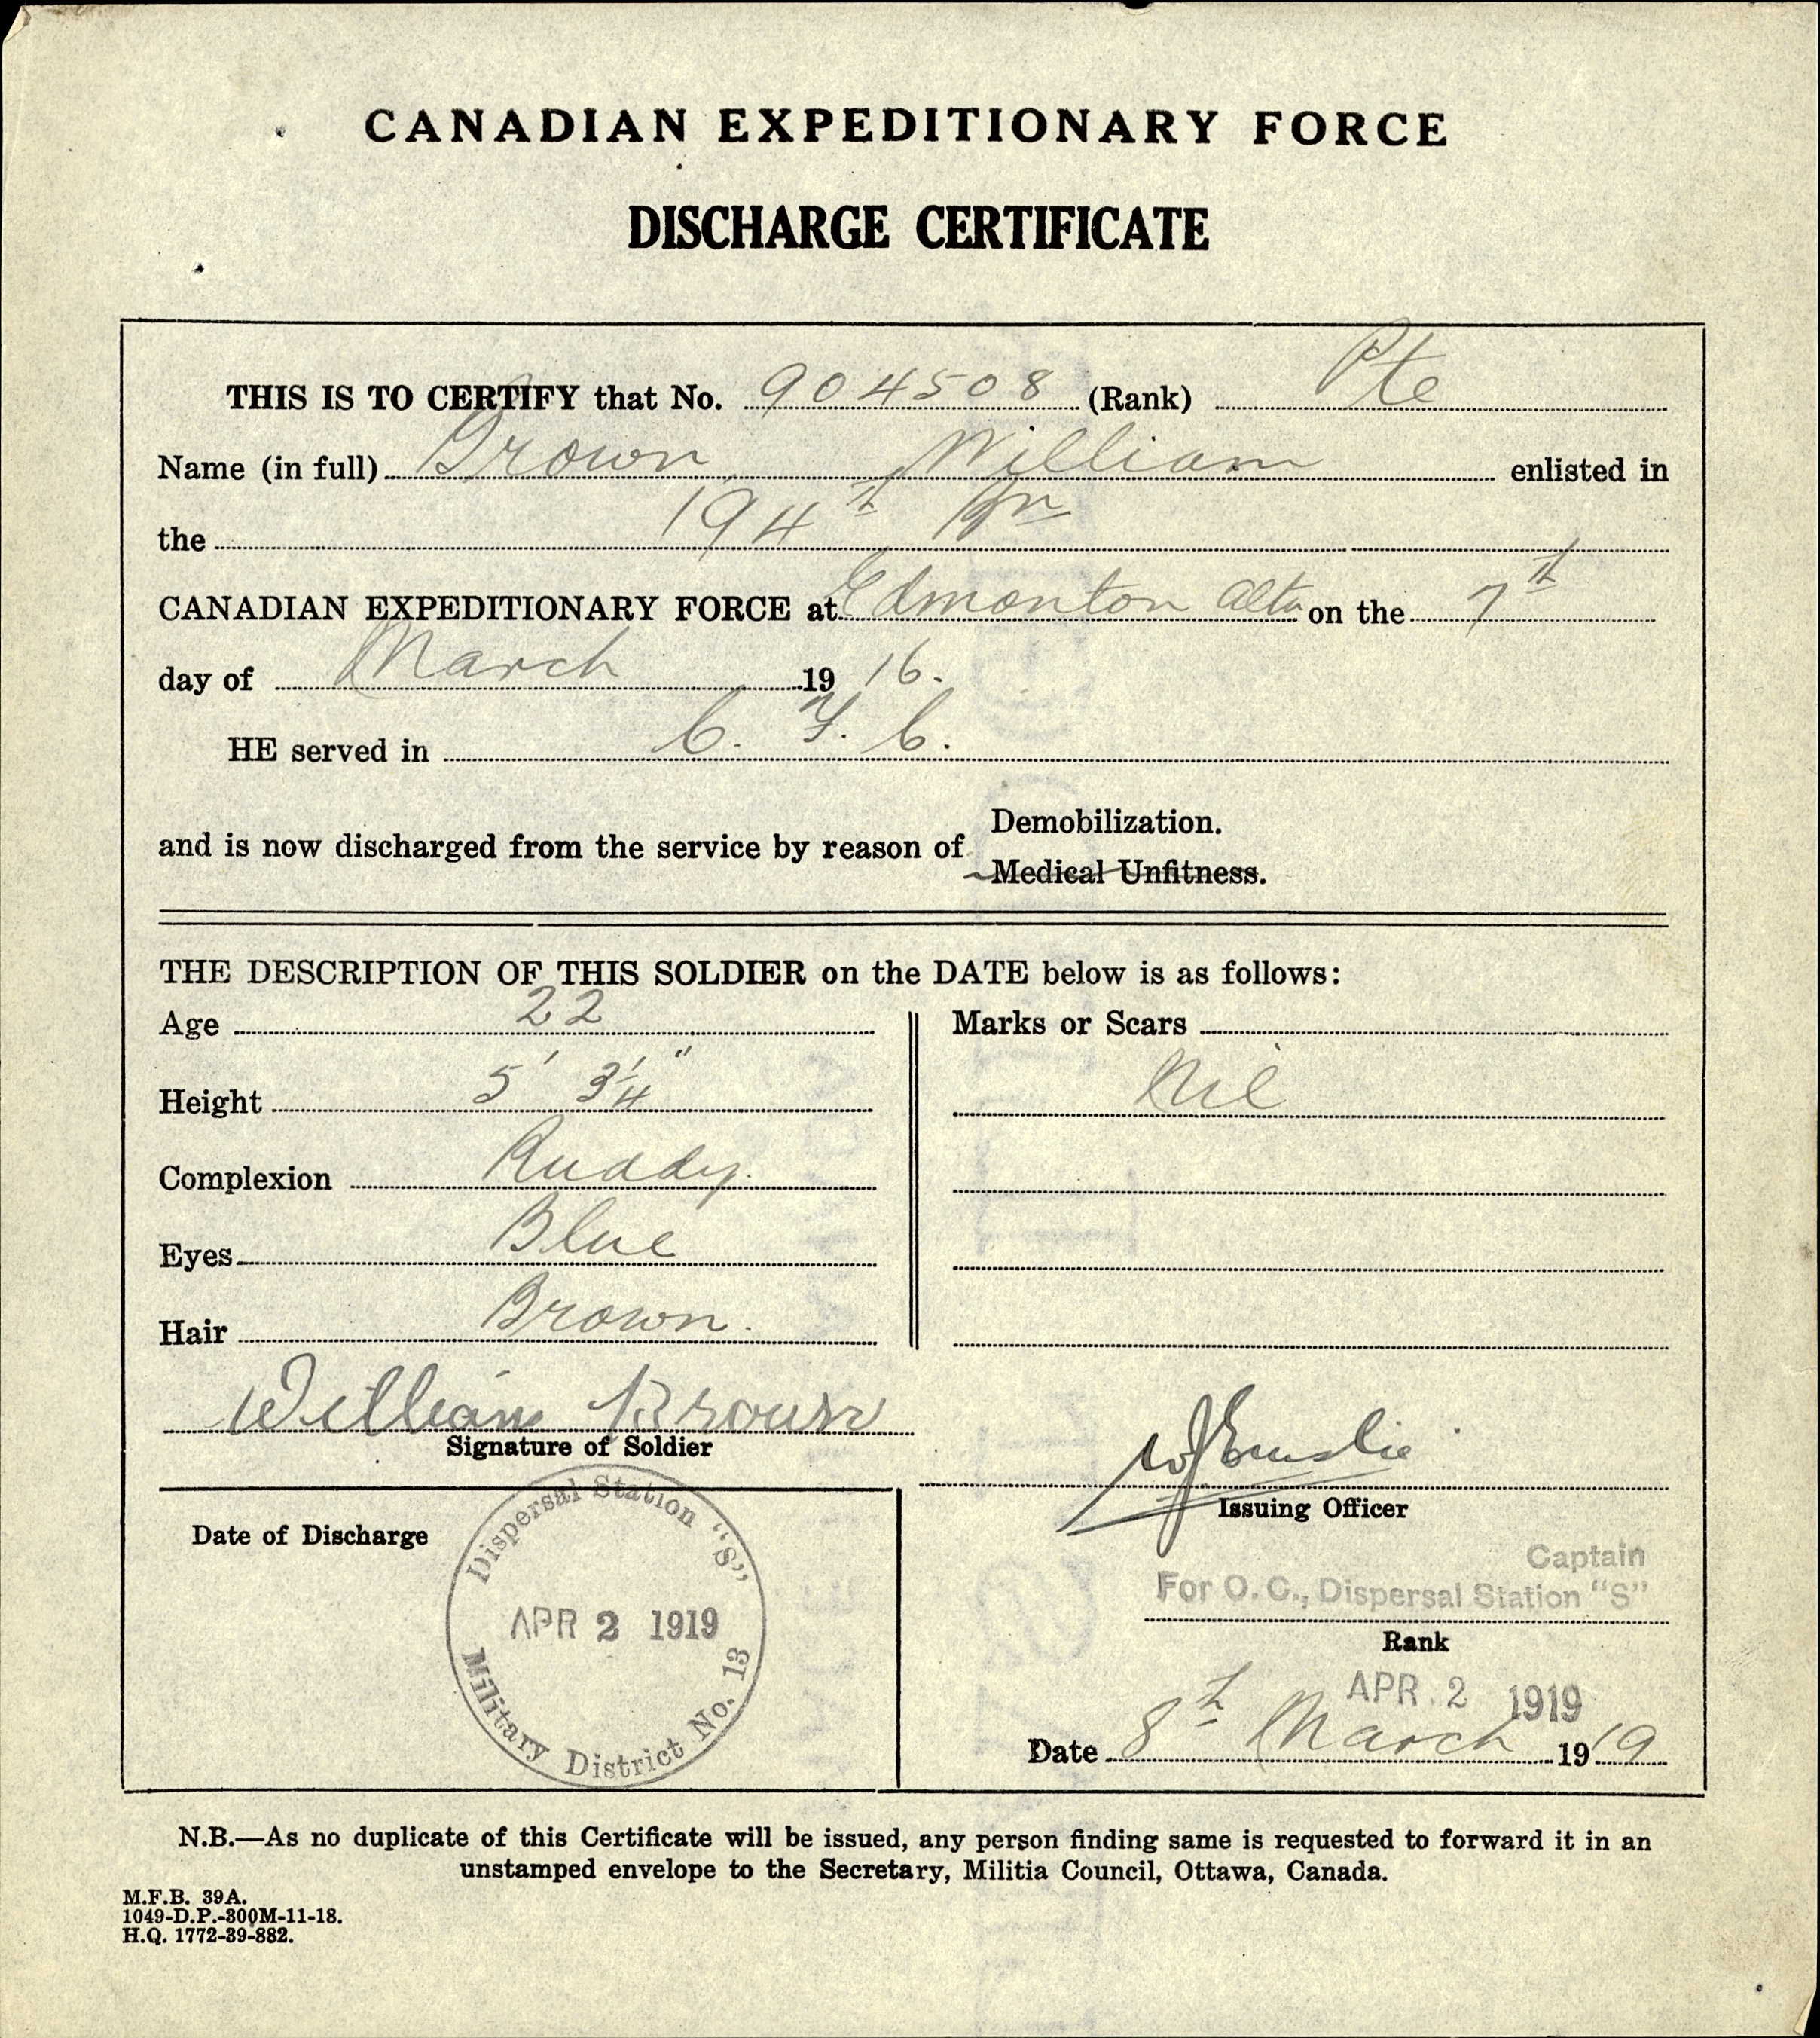 CANADIAN EXPEDITIONARY FORCE
DISCHARGE CERTIFICATE
THIS IS TO CERTIFY that No. 904508 (Rank) Pte
Name (in full) Brown William enlisted in
the 194th Bn
CANADIAN EXPEDITIONARY FORCE at Edmonton Alta on the 7th
day of March 1916.
HE served in C. F. C.
and is now discharged from the service by reason of Demobilization.
Medical Unfitness.
THE DESCRIPTION OF THIS SOLDIER on the DATE below is as follows:
Age 22
Height 5' 3 1/4"
Complexion Ruddy.
Eyes Blue
Hair Brown.
Marks or Scars
Nil
William Brown
Signature of Soldier
Issuing Officer
Date of Discharge
Dispersal Station "S"
APR 2 1919
Military District No. 13
Captain
For O. C., Dispersal Station "S"
Rank
APR. 2 1919
Date 8th March 1919
N.B.—As no duplicate of this Certificate will be issued, any person finding same is requested to forward it in an
unstamped envelope to the Secretary, Militia Council, Ottawa, Canada.
M.F.B. 39A.
1049-D.P.-300M-11-18.
H.Q. 1772-39-882.